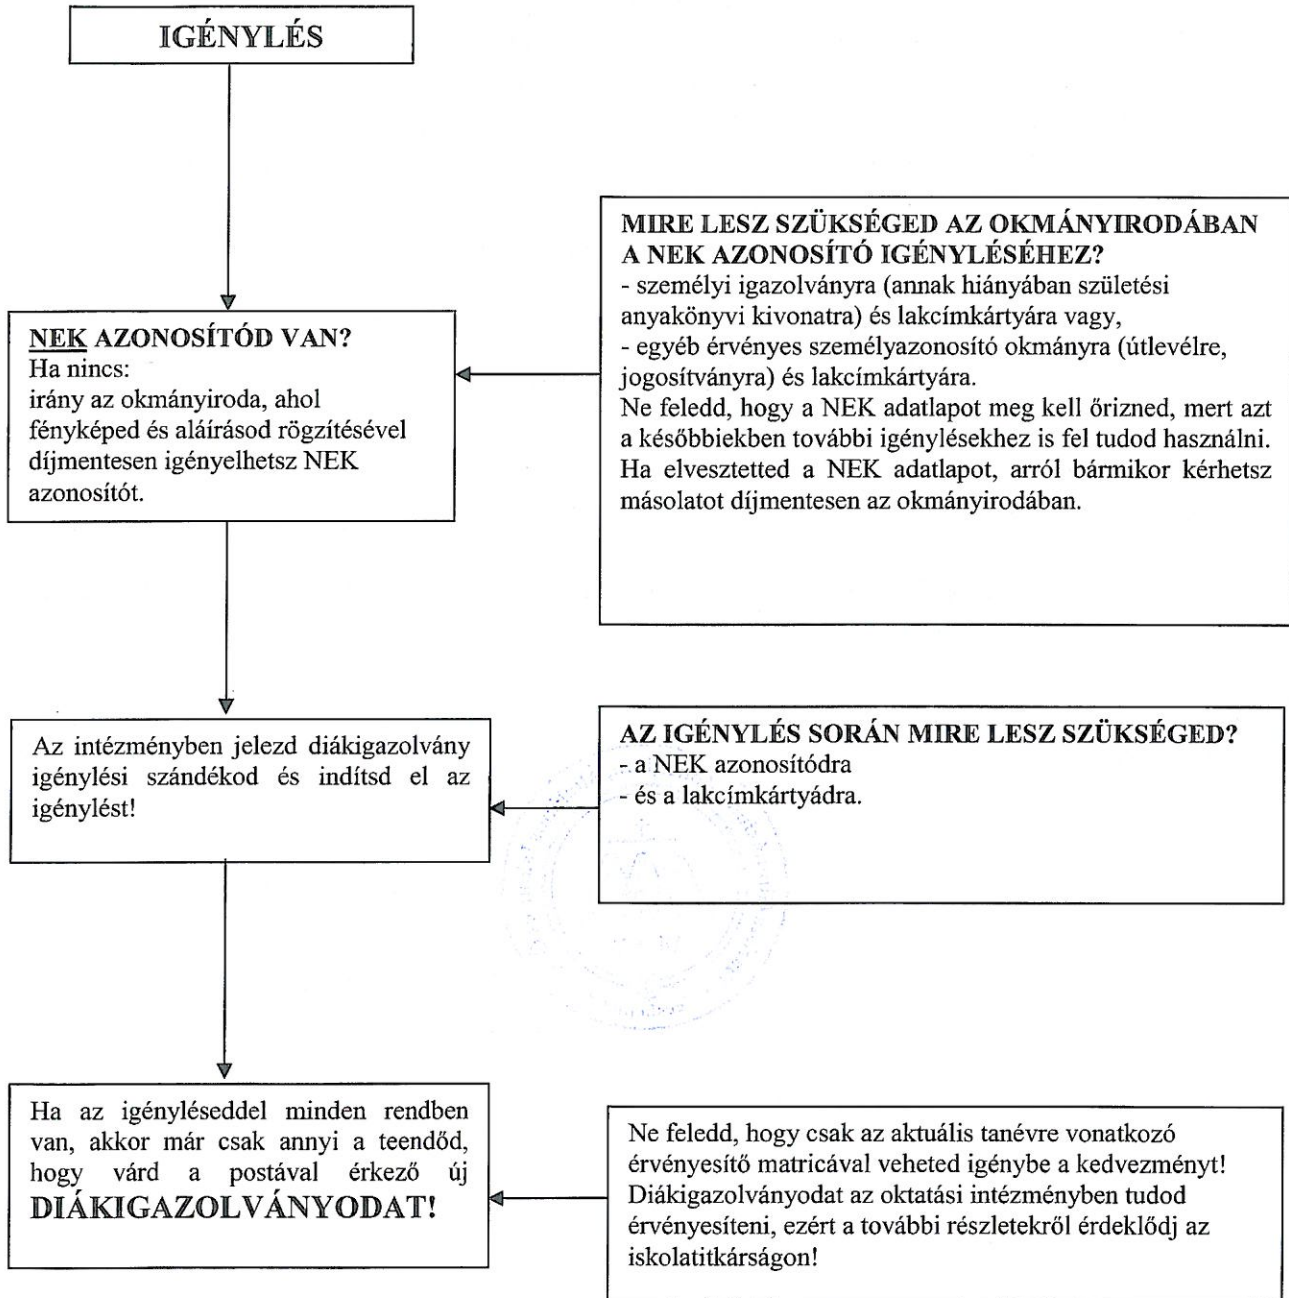 IGÉNYLÉS
MIRE LESZ SZÜKSÉGED AZ OKMÁNYIRODÁBAN
A NEK AZONOSÍTÓ IGÉNYLÉSÉHEZ?
- személyi igazolványra (annak hiányában születési
anyakönyvi kivonatra) és lakcímkártyára vagy,
- egyéb érvényes személyazonosító okmányra (útlevélre,
jogosítványra) és lakcímkártyára.
Ne feledd, hogy a NEK adatlapot meg kell őrizned, mert azt
a későbbiekben további igénylésekhez is fel tudod használni.
Ha elvesztetted a NEK adatlapot, arról bármikor kérhetsz
másolatot díjmentesen az okmányirodában.
NEK AZONOSÍTÓD VAN?
Ha nincs:
irány az okmányiroda, ahol
fényképed és aláírásod rögzítésével
díjmentesen igényelhetsz NEK
azonosítót.
Az intézményben jelezd diákigazolvány
igénylési szándékod és indítsd el az
igénylést!
AZ IGÉNYLÉS SORÁN MIRE LESZ SZÜKSÉGED?
- a NEK azonosítódra
- és a lakcímkártyádra.
Ha az igényléseddel minden rendben
van, akkor már csak annyi a teendőd,
hogy várd a postával érkező új
DIÁKIGAZOLVÁNYODAT!
Ne feledd, hogy csak az aktuális tanévre vonatkozó
érvényesítő matricával veheted igénybe a kedvezményt!
Diákigazolványodat az oktatási intézményben tudod
érvényesíteni, ezért a további részletekről érdeklődj az
iskolatitkárságon!